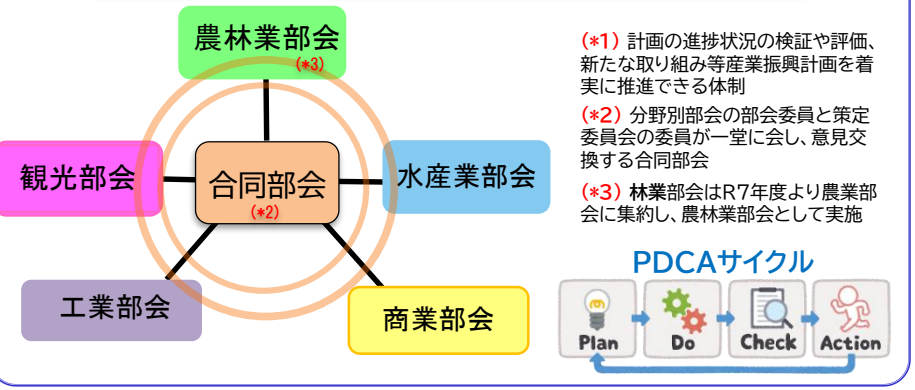 農林業部会
(*3)
観光部会
合同部会
(*2)
水産業部会
工業部会
商業部会
(*1) 計画の進捗状況の検証や評価、
新たな取り組み等産業振興計画を着
実に推進できる体制
(*2) 分野別部会の部会委員と策定
委員会の委員が一堂に会し、意見交
換する合同部会
(*3) 林業部会はR7年度より農業部
会に集約し、農林業部会として実施
PDCAサイクル
Plan
Do
Check
Action